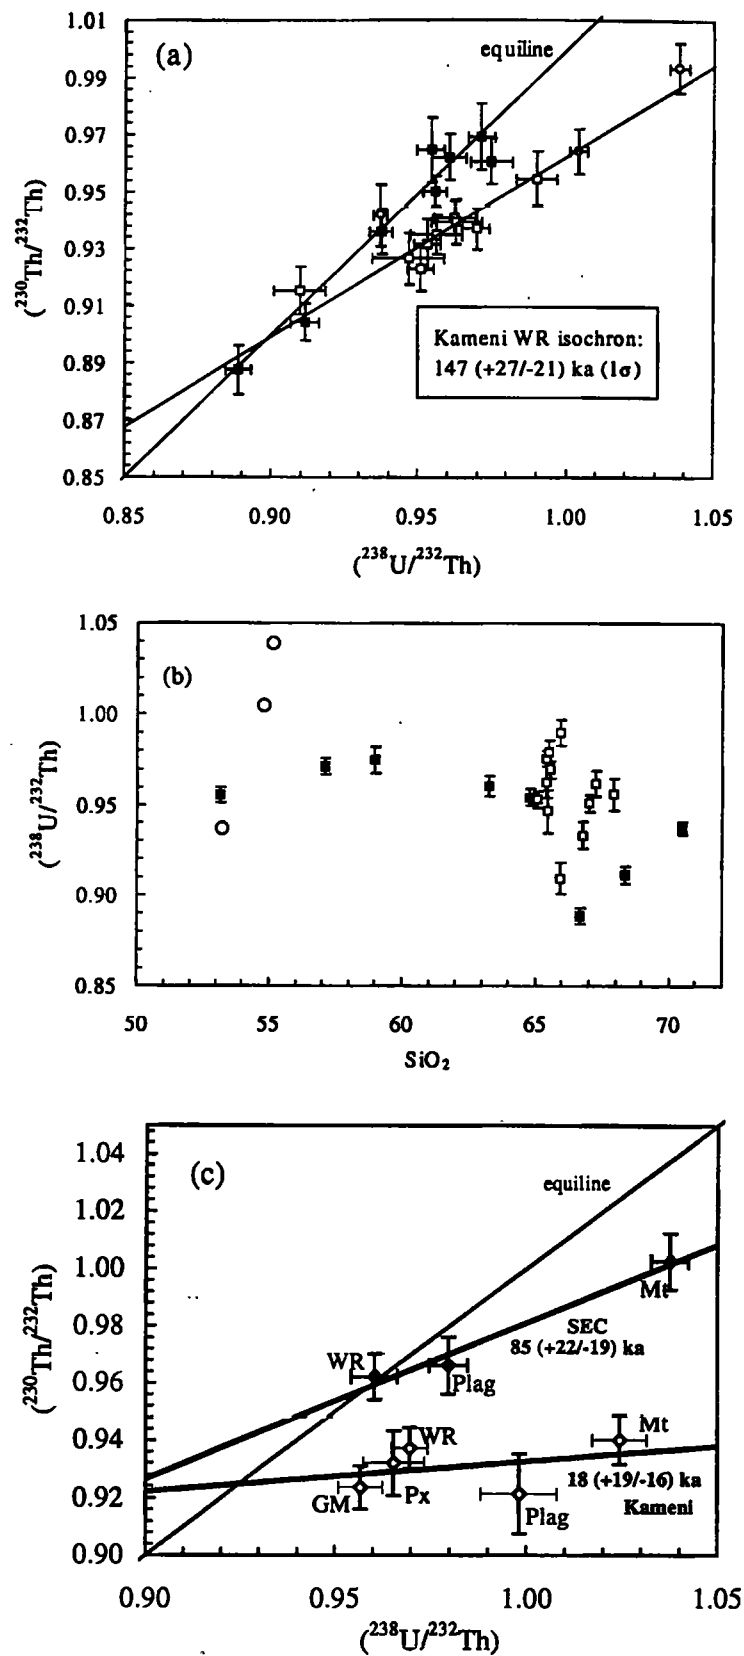 (a)
equiline
1.01
0.99
0.97
0.95
0.93
0.91
0.89
0.87
0.85
(²³⁰Th/²³²Th)
Kameni WR isochron:
147 (+27/-21) ka (1σ)
0.85 0.90 0.95 1.00 1.05
(²³⁸U/²³²Th)
(b)
1.05
1.00
0.95
0.90
0.85
(²³⁸U/²³²Th)
50 55 60 65 70
SiO₂
(c)
equiline
1.04
1.02
1.00
0.98
0.96
0.94
0.92
0.90
(²³⁰Th/²³²Th)
Mt
SEC
85 (+22/-19) ka
WR
Plag
WR
Mt
18 (+19/-16) ka
Kameni
GM
Px
Plag
0.90 0.95 1.00 1.05
(²³⁸U/²³²Th)